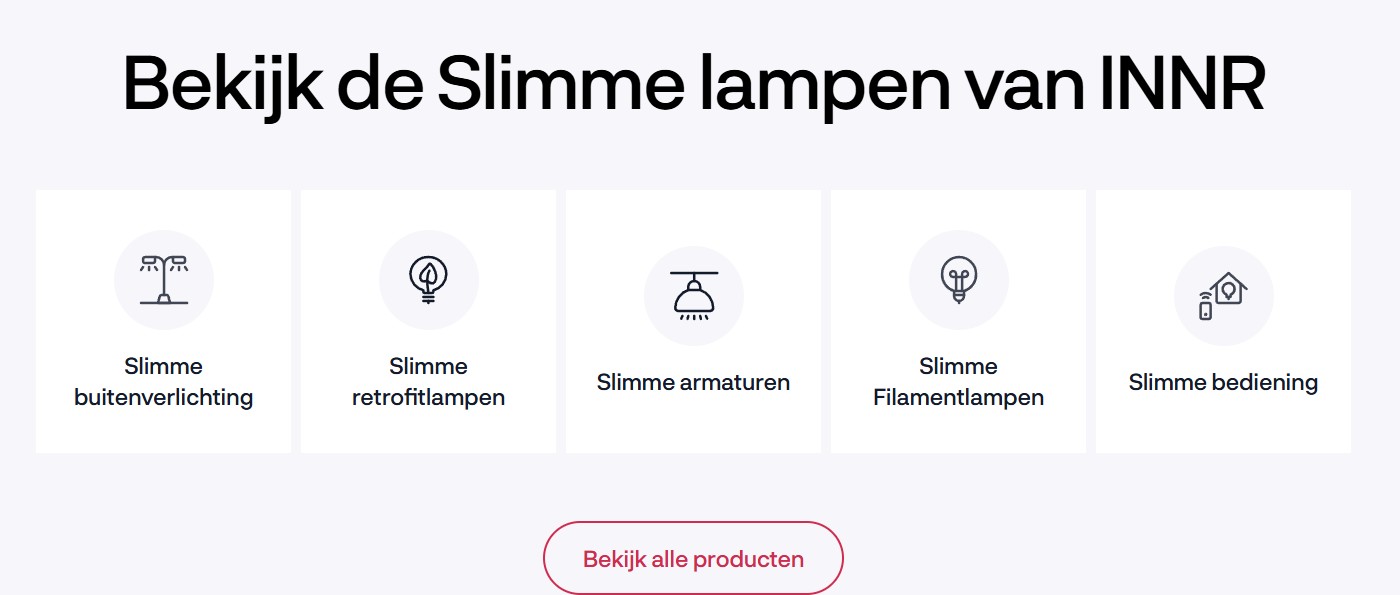 Bekijk de Slimme lampen van INNR
Slimme
buitenverlichting
Slimme
retrofitlampen
Slimme armaturen
Slimme
Filamentlampen
Slimme bediening
Bekijk alle producten